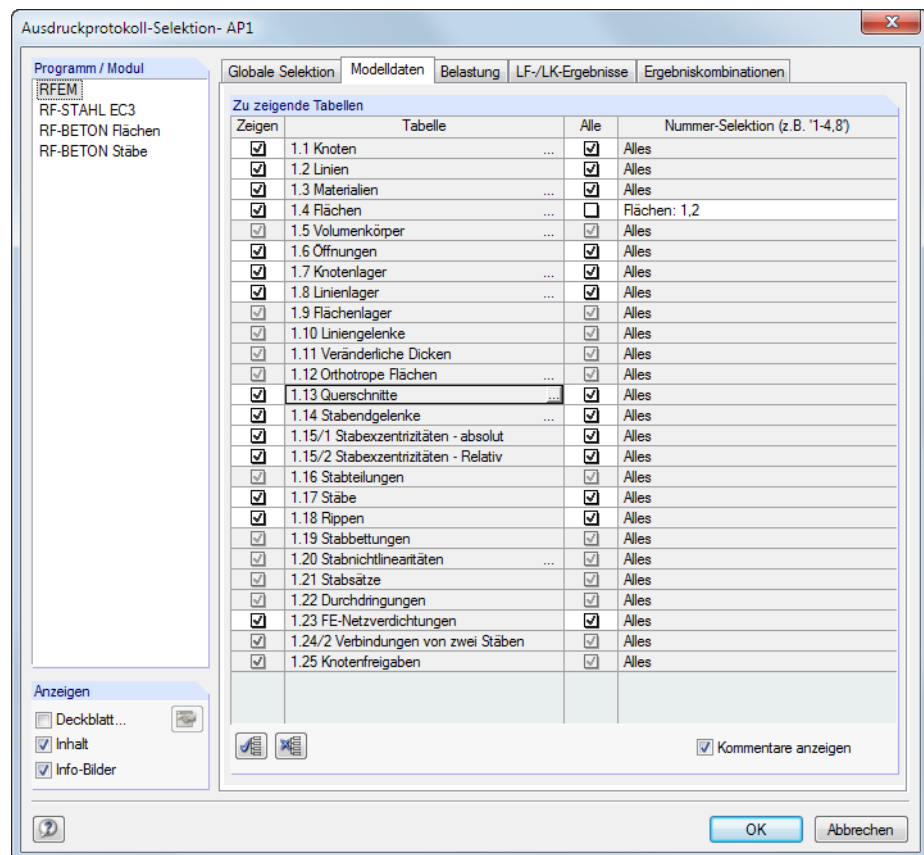 Ausdruckprotokoll-Selektion- AP1
Programm / Modul
RFEM
RF-STAHL EC3
RF-BETON Flächen
RF-BETON Stäbe
Globale Selektion Modelldaten Belastung LF-/LK-Ergebnisse Ergebniskombinationen
Zu zeigende Tabellen
Zeigen Tabelle Alle Nummer-Selektion (z.B. '1-4,8')
1.1 Knoten ... Alles
1.2 Linien Alles
1.3 Materialien ... Alles
1.4 Flächen ... Flächen: 1,2
1.5 Volumenkörper ... Alles
1.6 Öffnungen Alles
1.7 Knotenlager ... Alles
1.8 Linienlager ... Alles
1.9 Flächenlager Alles
1.10 Liniengelenke Alles
1.11 Veränderliche Dicken Alles
1.12 Orthotrope Flächen ... Alles
1.13 Querschnitte ... Alles
1.14 Stabendgelenke ... Alles
1.15/1 Stabexzentrizitäten - absolut Alles
1.15/2 Stabexzentrizitäten - Relativ Alles
1.16 Stabteilungen Alles
1.17 Stäbe Alles
1.18 Rippen Alles
1.19 Stabbettungen Alles
1.20 Stabnichtlinearitäten ... Alles
1.21 Stabsätze Alles
1.22 Durchdringungen Alles
1.23 FE-Netzverdichtungen Alles
1.24/2 Verbindungen von zwei Stäben Alles
1.25 Knotenfreigaben Alles
Anzeigen
Deckblatt...
Inhalt
Info-Bilder
Kommentare anzeigen
OK Abbrechen